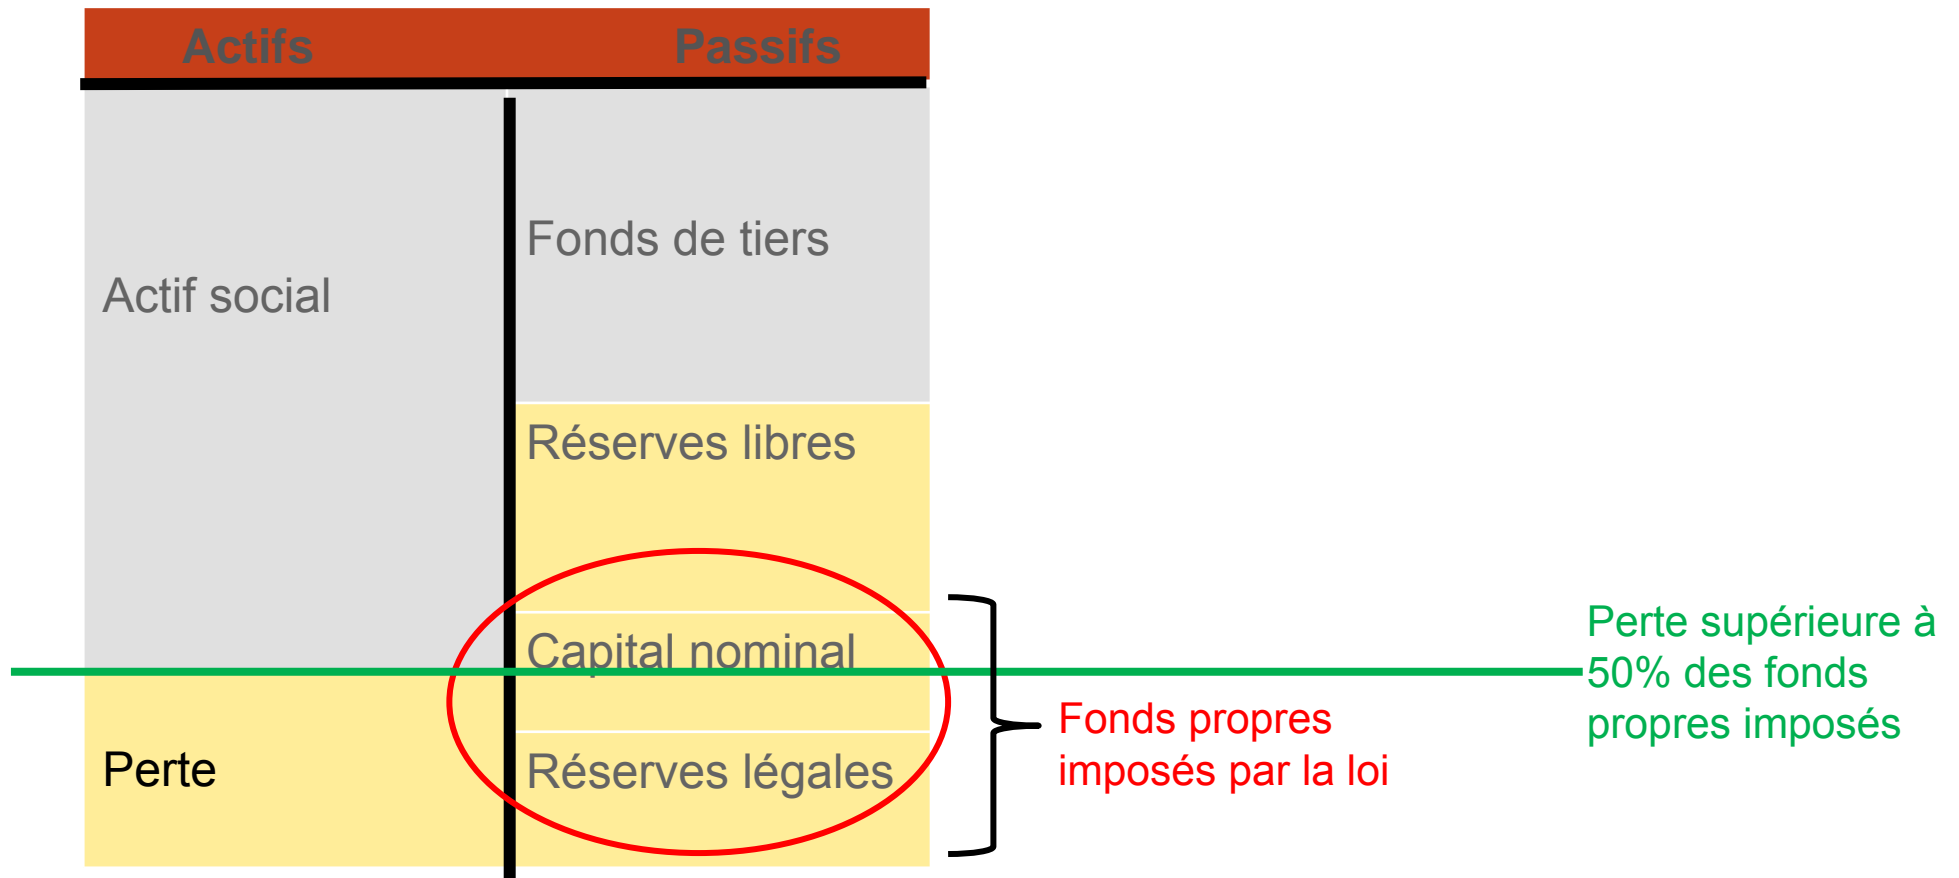 Actifs
Passifs
Fonds de tiers
Actif social
Réserves libres
Capital nominal
Perte supérieure à
50% des fonds
propres imposés
Fonds propres
imposés par la loi
Perte
Réserves légales